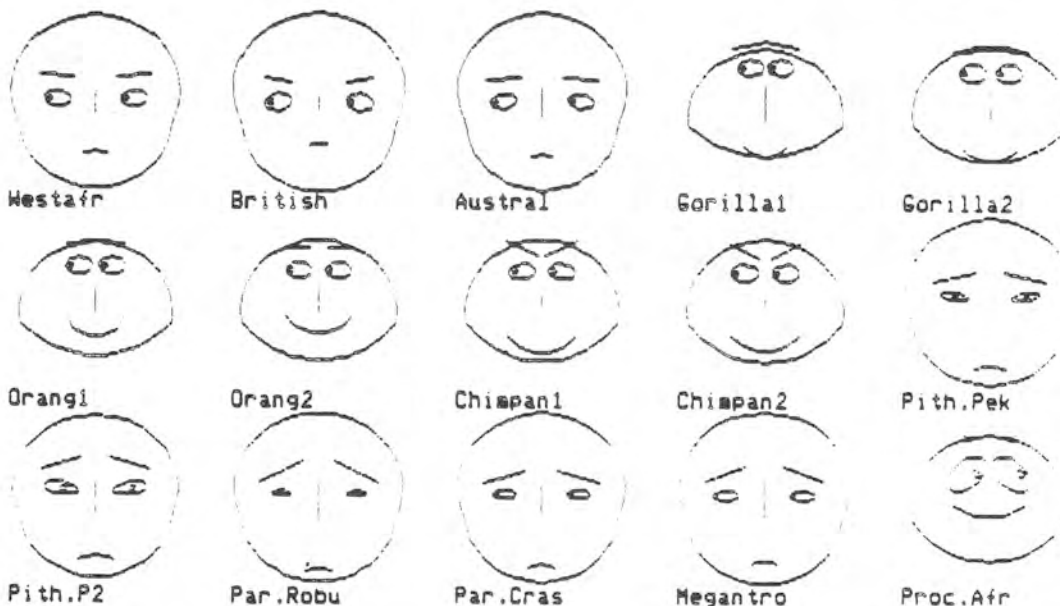 Westafr British Austral Gorilla1 Gorilla2
Orang1 Orang2 Chimpan1 Chimpan2 Pith.Pek
Pith.P2 Par.Robu Par.Cras Megantro Proc.Afr